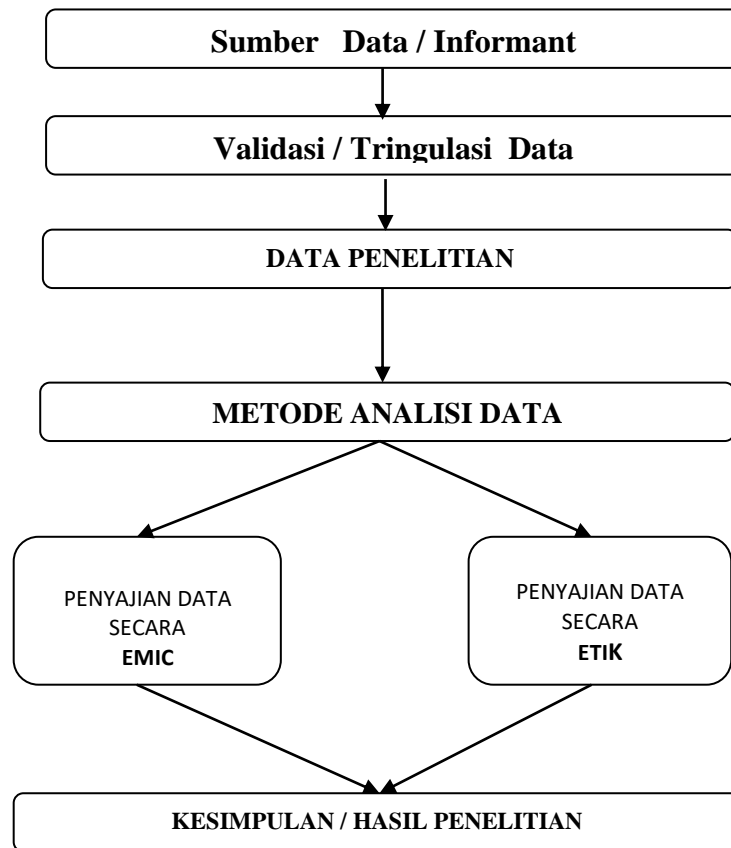 Sumber Data / Informant
Validasi / Tringulasi Data
DATA PENELITIAN
METODE ANALISI DATA
PENYAJIAN DATA
SECARA
EMIC
PENYAJIAN DATA
SECARA
ETIK
KESIMPULAN / HASIL PENELITIAN